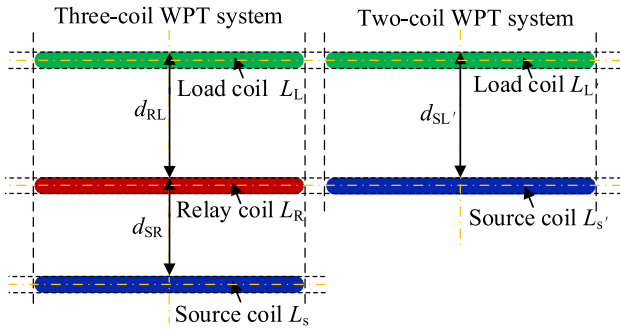 Three-coil WPT system
Two-coil WPT system
Load coil L_L
Load coil L_L'
d_RL
d_SL'
Relay coil L_R
Source coil L_s'
d_SR
Source coil L_s